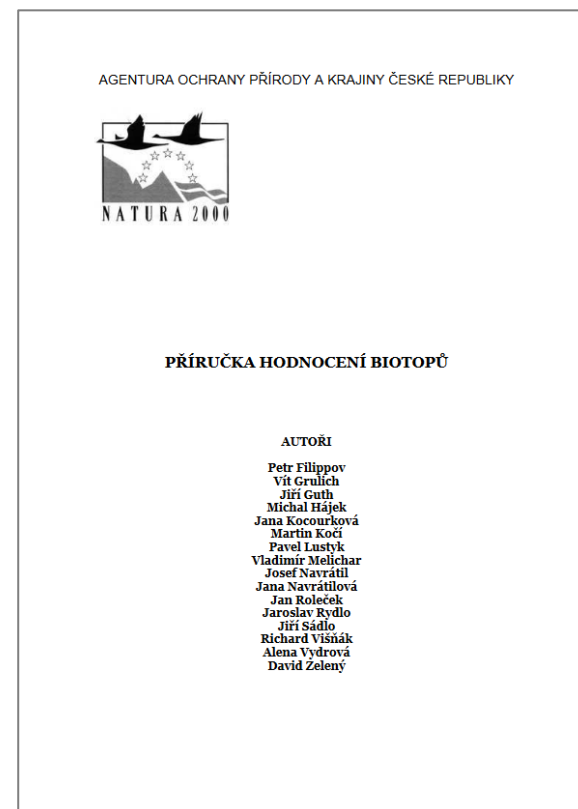 AGENTURA OCHRANY PŘÍRODY A KRAJINY ČESKÉ REPUBLIKY
NATURA 2000
PŘÍRUČKA HODNOCENÍ BIOTOPŮ
AUTOŘI
Petr Filippov
Vít Grulich
Jiří Guth
Michal Hájek
Jana Kocourková
Martin Kočí
Pavel Lustyk
Vladimír Melichar
Josef Navrátil
Jana Navrátilová
Jan Roleček
Jaroslav Rydlo
Jiří Sádlo
Richard Višňák
Alena Vydrová
David Zelený